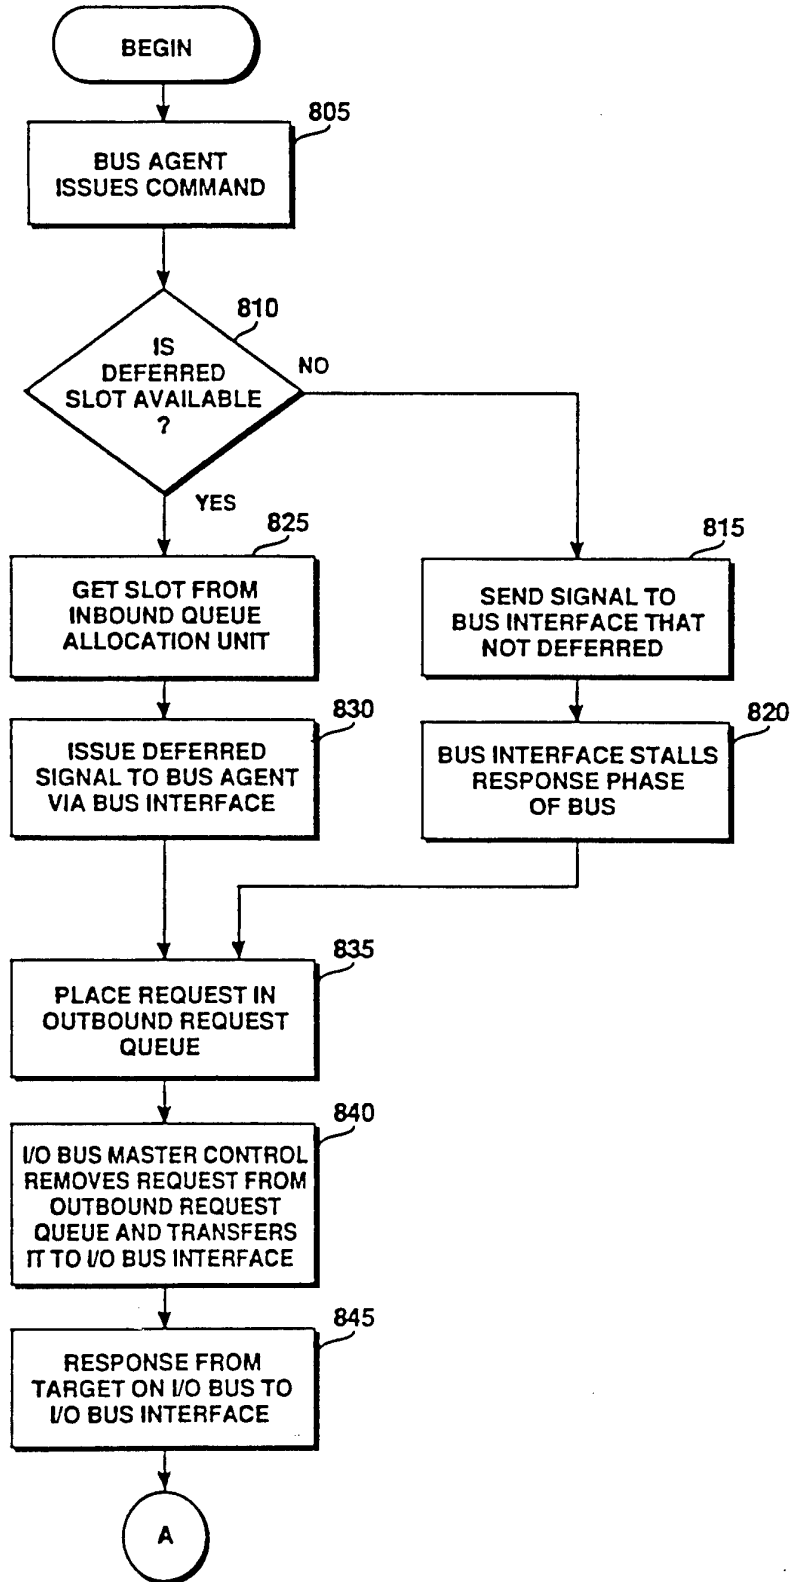 BEGIN
805
BUS AGENT
ISSUES COMMAND
810
IS
DEFERRED
SLOT AVAILABLE
?
NO
YES
825
GET SLOT FROM
INBOUND QUEUE
ALLOCATION UNIT
815
SEND SIGNAL TO
BUS INTERFACE THAT
NOT DEFERRED
830
ISSUE DEFERRED
SIGNAL TO BUS AGENT
VIA BUS INTERFACE
820
BUS INTERFACE STALLS
RESPONSE PHASE
OF BUS
835
PLACE REQUEST IN
OUTBOUND REQUEST
QUEUE
840
I/O BUS MASTER CONTROL
REMOVES REQUEST FROM
OUTBOUND REQUEST
QUEUE AND TRANSFERS
IT TO I/O BUS INTERFACE
845
RESPONSE FROM
TARGET ON I/O BUS TO
I/O BUS INTERFACE
A